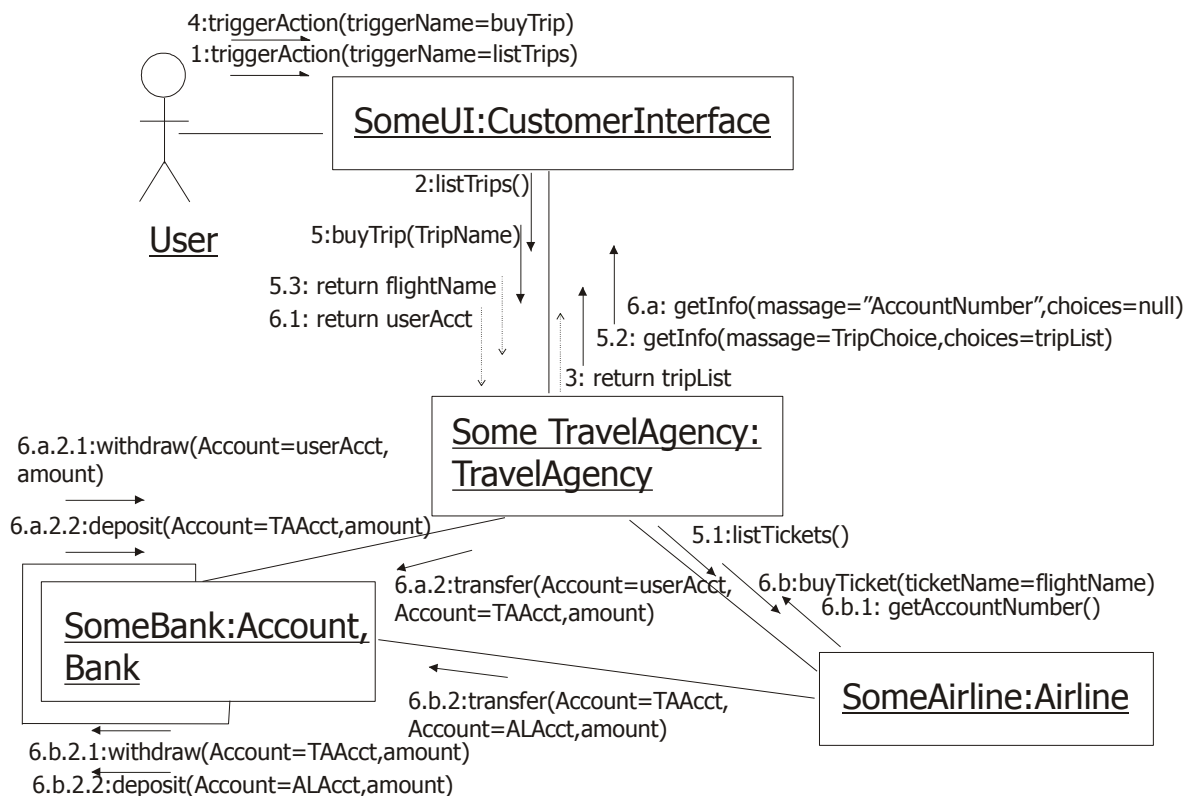 4:triggerAction(triggerName=buyTrip)
1:triggerAction(triggerName=listTrips)
SomeUI:CustomerInterface
User
2:listTrips()
5:buyTrip(TripName)
5.3: return flightName
6.1: return userAcct
6.a: getInfo(massage=”AccountNumber”,choices=null)
5.2: getInfo(massage=TripChoice,choices=tripList)
3: return tripList
Some TravelAgency:
TravelAgency
6.a.2.1:withdraw(Account=userAcct,
amount)
6.a.2.2:deposit(Account=TAAcct,amount)
5.1:listTickets()
6.a.2:transfer(Account=userAcct,
Account=TAAcct,amount)
6.b:buyTicket(ticketName=flightName)
6.b.1: getAccountNumber()
SomeBank:Account,
Bank
SomeAirline:Airline
6.b.2:transfer(Account=TAAcct,
Account=ALAcct,amount)
6.b.2.1:withdraw(Account=TAAcct,amount)
6.b.2.2:deposit(Account=ALAcct,amount)